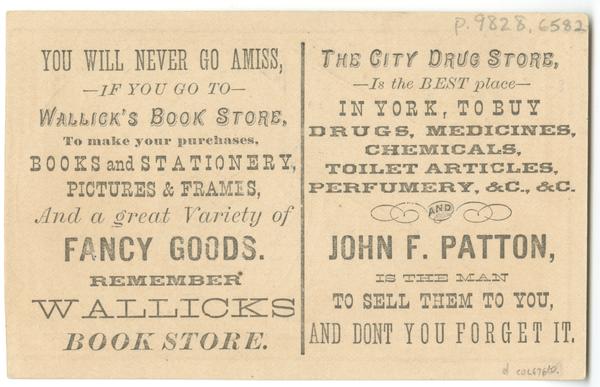 p.9828.6582
YOU WILL NEVER GO AMISS,
—IF YOU GO TO—
WALLICK'S BOOK STORE,
To make your purchases,
BOOKS and STATIONERY,
PICTURES & FRAMES,
And a great Variety of
FANCY GOODS.
REMEMBER
WALLICKS
BOOK STORE.
THE CITY DRUG STORE,
—Is the BEST place—
IN YORK, TO BUY
DRUGS, MEDICINES,
CHEMICALS,
TOILET ARTICLES,
PERFUMERY, &C., &C.
AND
JOHN F. PATTON,
IS THE MAN
TO SELL THEM TO YOU,
AND DONT YOU FORGET IT.